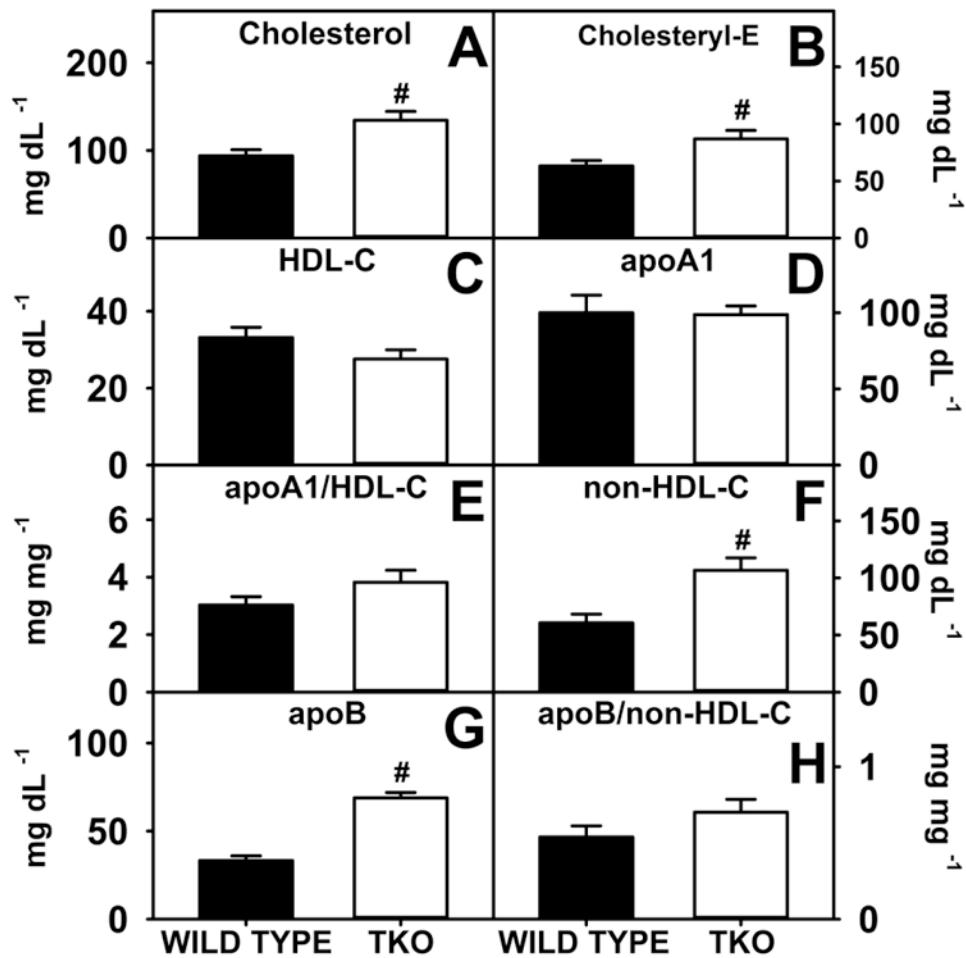 Cholesterol A
200
100
0
mg dL -1
#
Cholesteryl-E B
150
100
50
0
mg dL -1
#
HDL-C C
40
20
0
mg dL -1
apoA1 D
100
50
0
mg dL -1
apoA1/HDL-C E
6
4
2
0
mg mg -1
non-HDL-C F
150
100
50
0
mg dL -1
#
apoB G
100
50
0
mg dL -1
#
apoB/non-HDL-C H
1
0
mg mg -1
WILD TYPE TKO WILD TYPE TKO